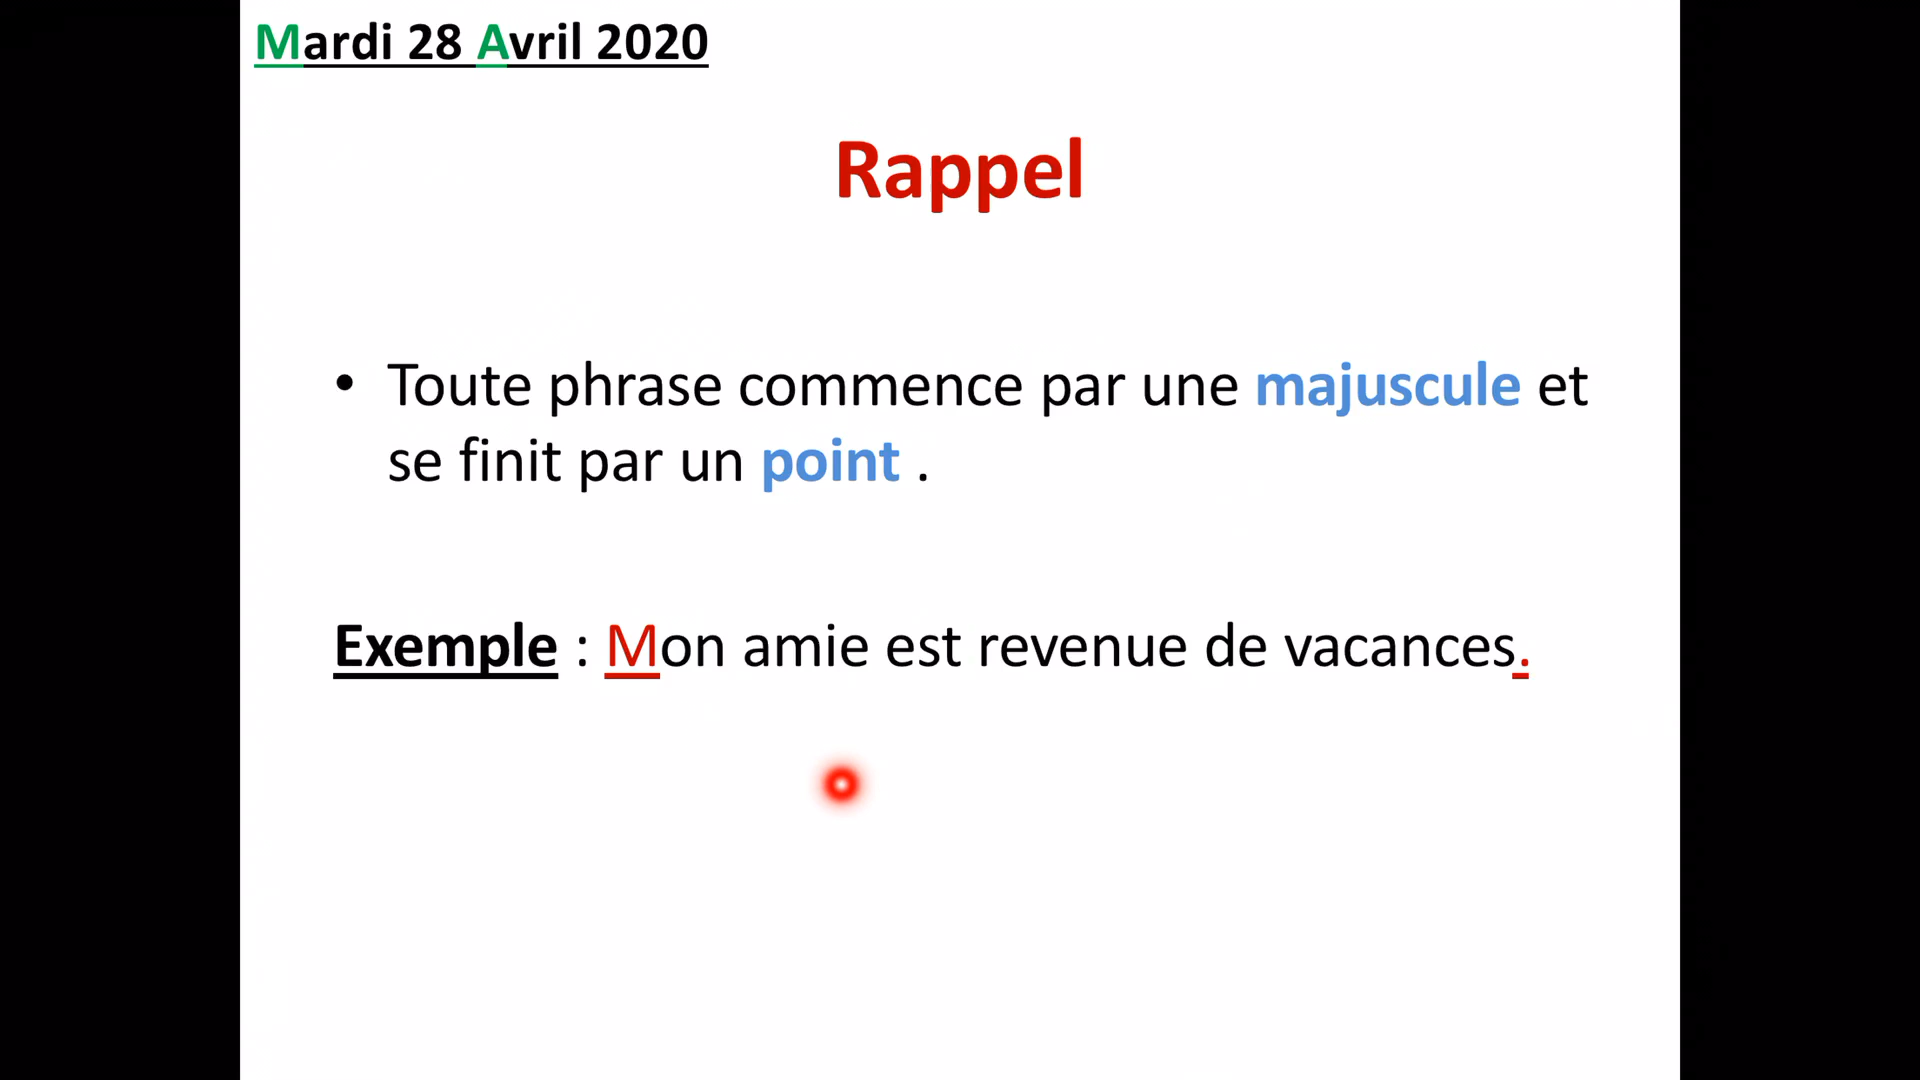 Mardi 28 Avril 2020
Rappel
• Toute phrase commence par une majuscule et
se finit par un point .
Exemple : Mon amie est revenue de vacances.